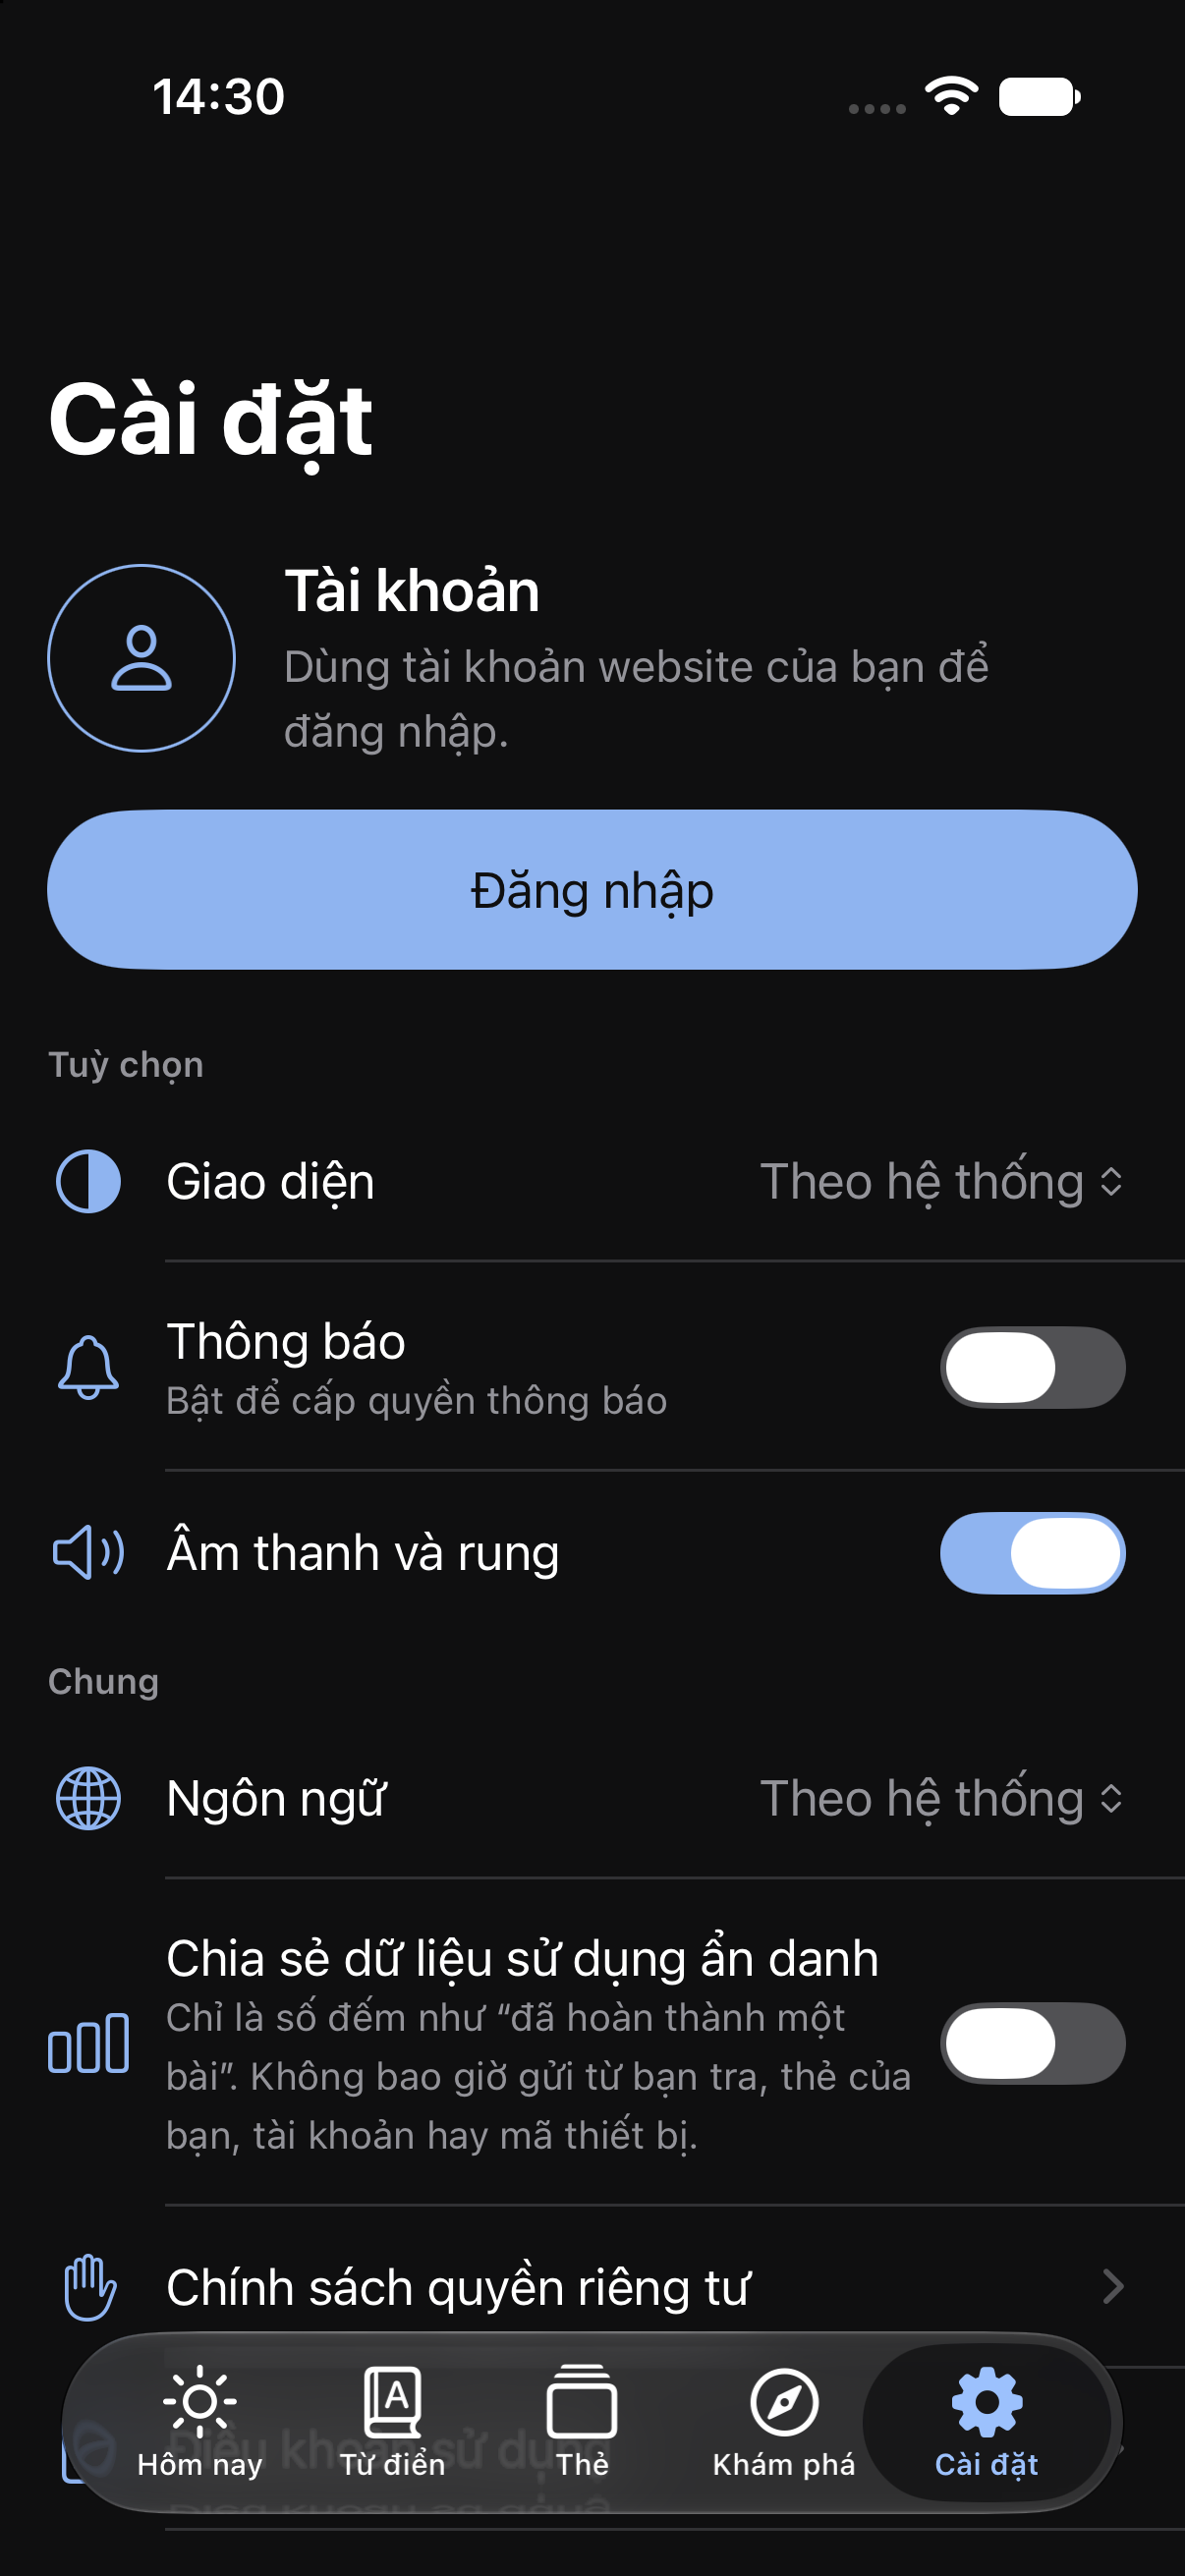 14:30
Cài đặt
Tài khoản
Dùng tài khoản website của bạn để
đăng nhập.
Đăng nhập
Tuỳ chọn
Giao diện
Theo hệ thống
Thông báo
Bật để cấp quyền thông báo
Âm thanh và rung
Chung
Ngôn ngữ
Theo hệ thống
Chia sẻ dữ liệu sử dụng ẩn danh
Chỉ là số đếm như “đã hoàn thành một
bài”. Không bao giờ gửi từ bạn tra, thẻ của
bạn, tài khoản hay mã thiết bị.
Chính sách quyền riêng tư
Điều khoản sử dụng
Hôm nay
Từ điển
Thẻ
Khám phá
Cài đặt